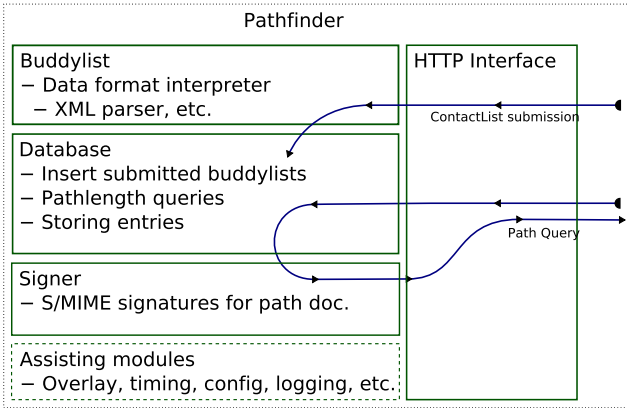 Pathfinder
Buddylist
− Data format interpreter
− XML parser, etc.
HTTP Interface
ContactList submission
Database
− Insert submitted buddylists
− Pathlength queries
− Storing entries
Path Query
Signer
− S/MIME signatures for path doc.
Assisting modules
− Overlay, timing, config, logging, etc.